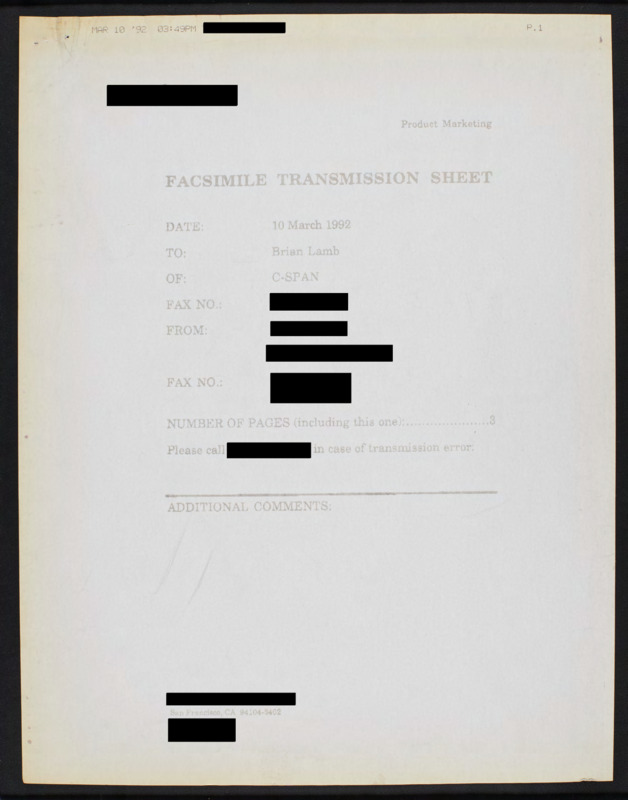 MAR 10 '92 03:49PM P.1
Product Marketing
FACSIMILE TRANSMISSION SHEET
DATE: 10 March 1992
TO: Brian Lamb
OF: C-SPAN
FAX NO.:
FROM:
FAX NO.:
NUMBER OF PAGES (including this one):.....................3
Please call in case of transmission error.
ADDITIONAL COMMENTS:
San Francisco, CA